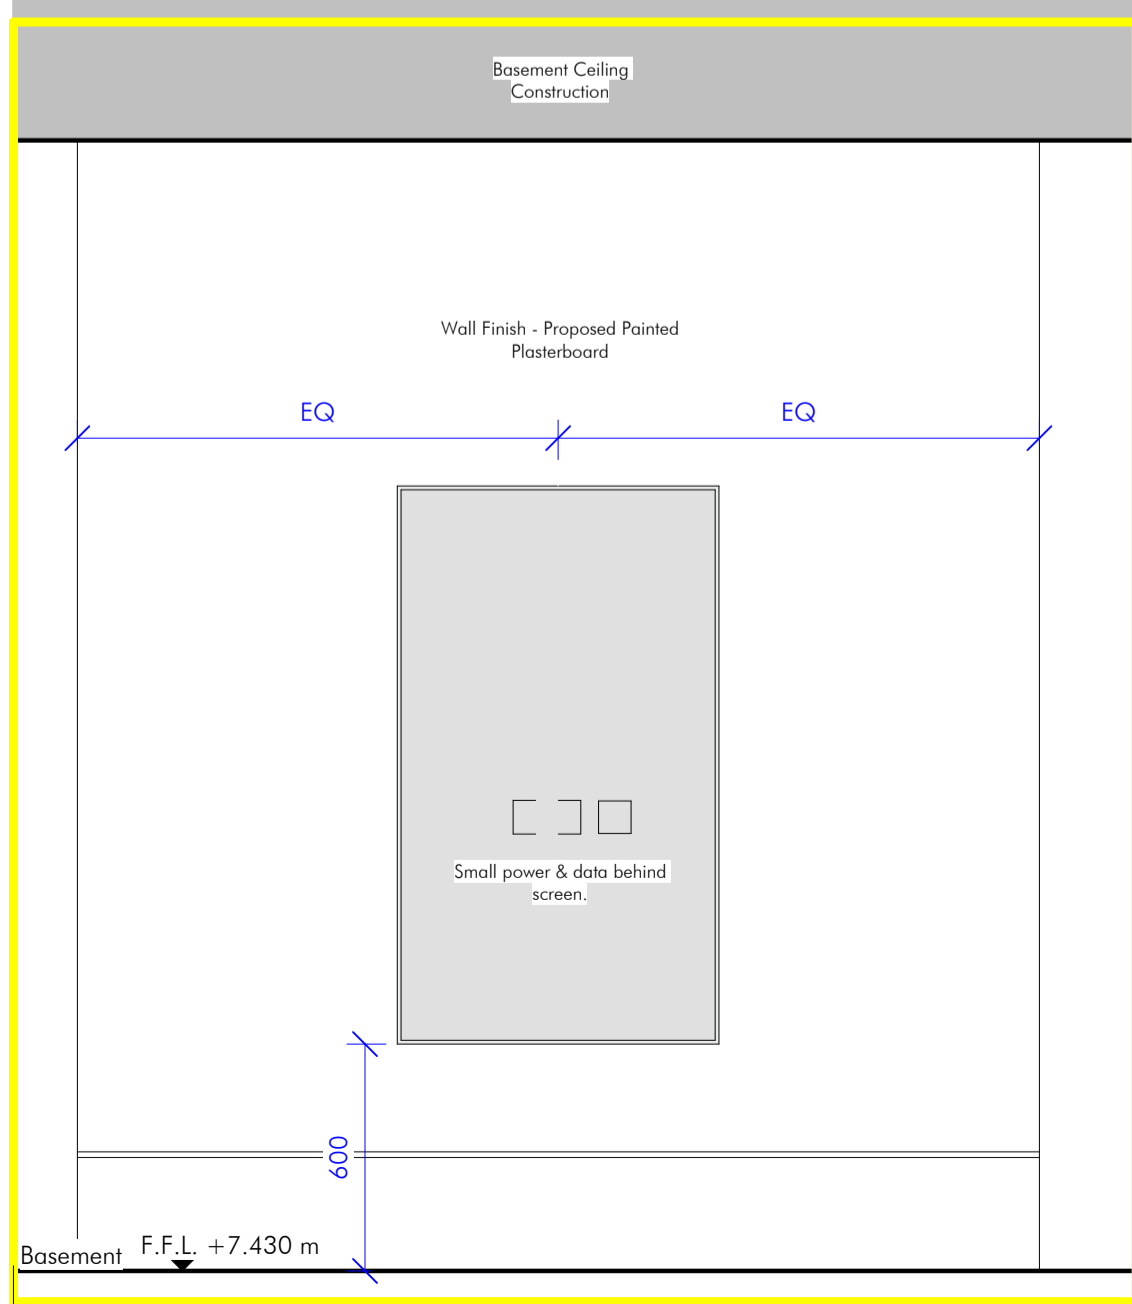 Basement Ceiling
Construction
Wall Finish - Proposed Painted
Plasterboard
EQ
EQ
Small power & data behind
screen.
600
F.F.L. +7.430 m
Basement